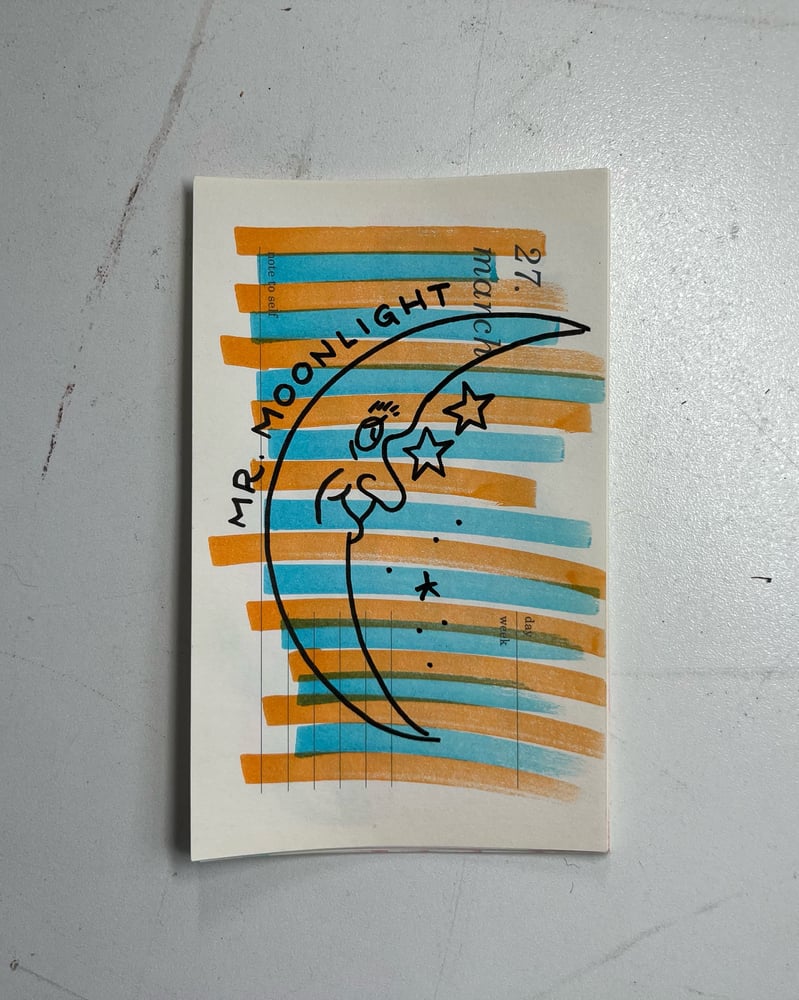 27.
march
note to self
MR. MOONLIGHT
day
week